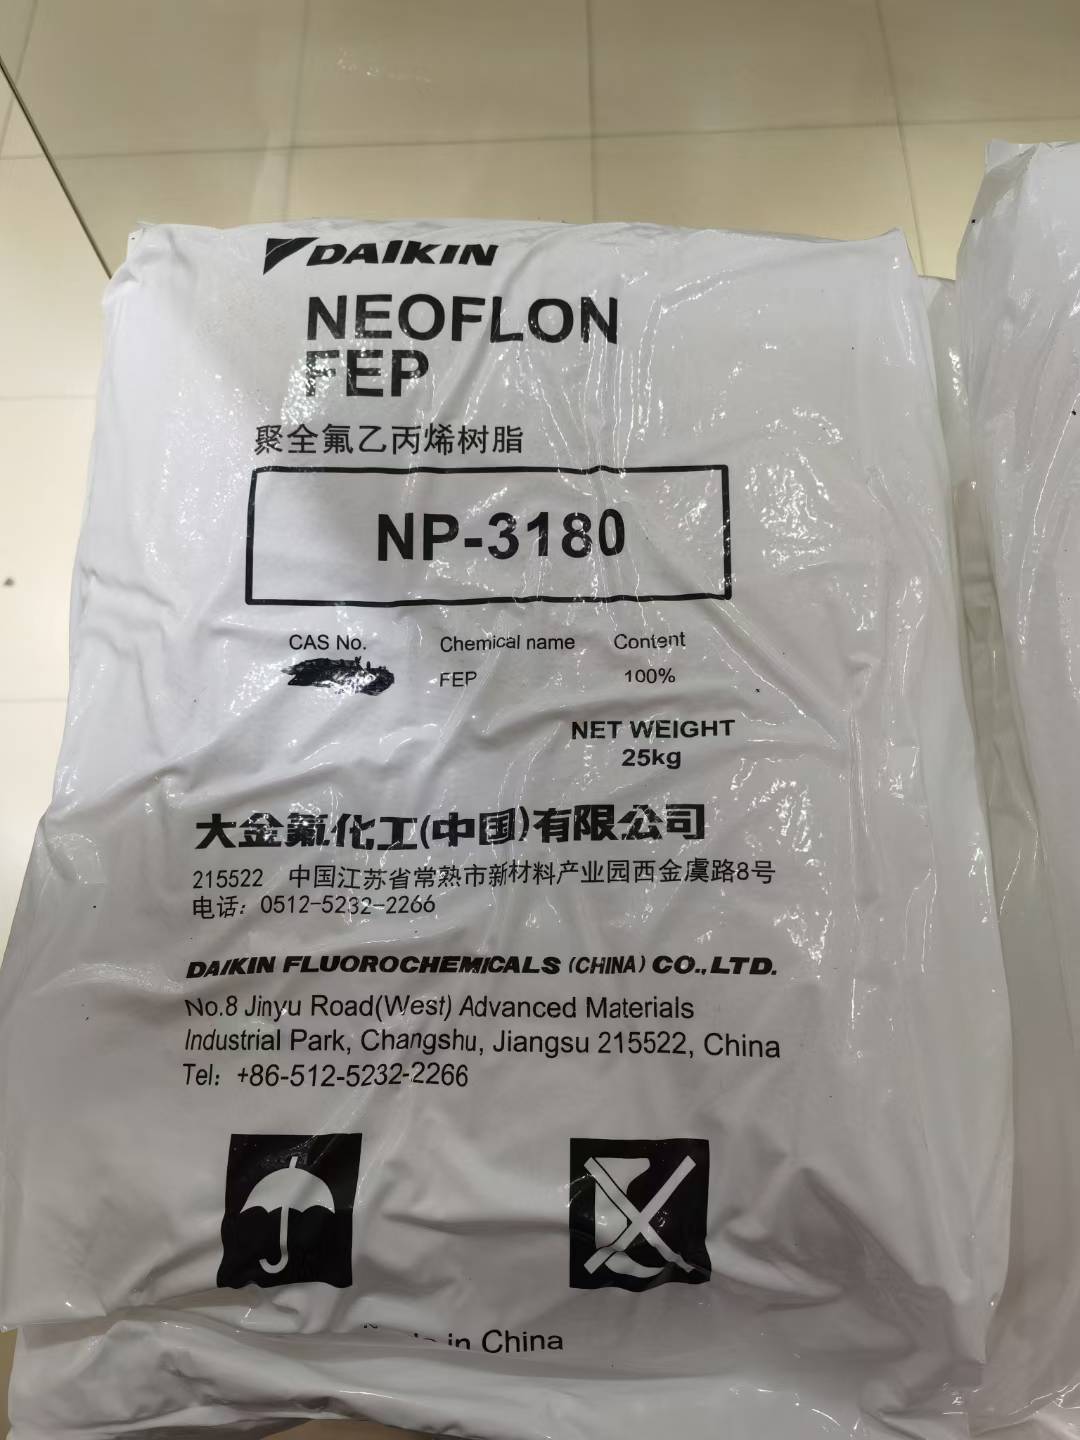 DAIKIN
NEOFLON
FEP
聚全氟乙丙烯树脂
NP-3180
CAS No. Chemical name Content
FEP 100%
NET WEIGHT
25kg
大金氟化工(中国)有限公司
215522 中国江苏省常熟市新材料产业园西金虞路8号
电话: 0512-5232-2266
DAIKIN FLUOROCHEMICALS (CHINA) CO.,LTD.
No.8 Jinyu Road(West) Advanced Materials
Industrial Park, Changshu, Jiangsu 215522, China
Tel: +86-512-5232-2266
in China